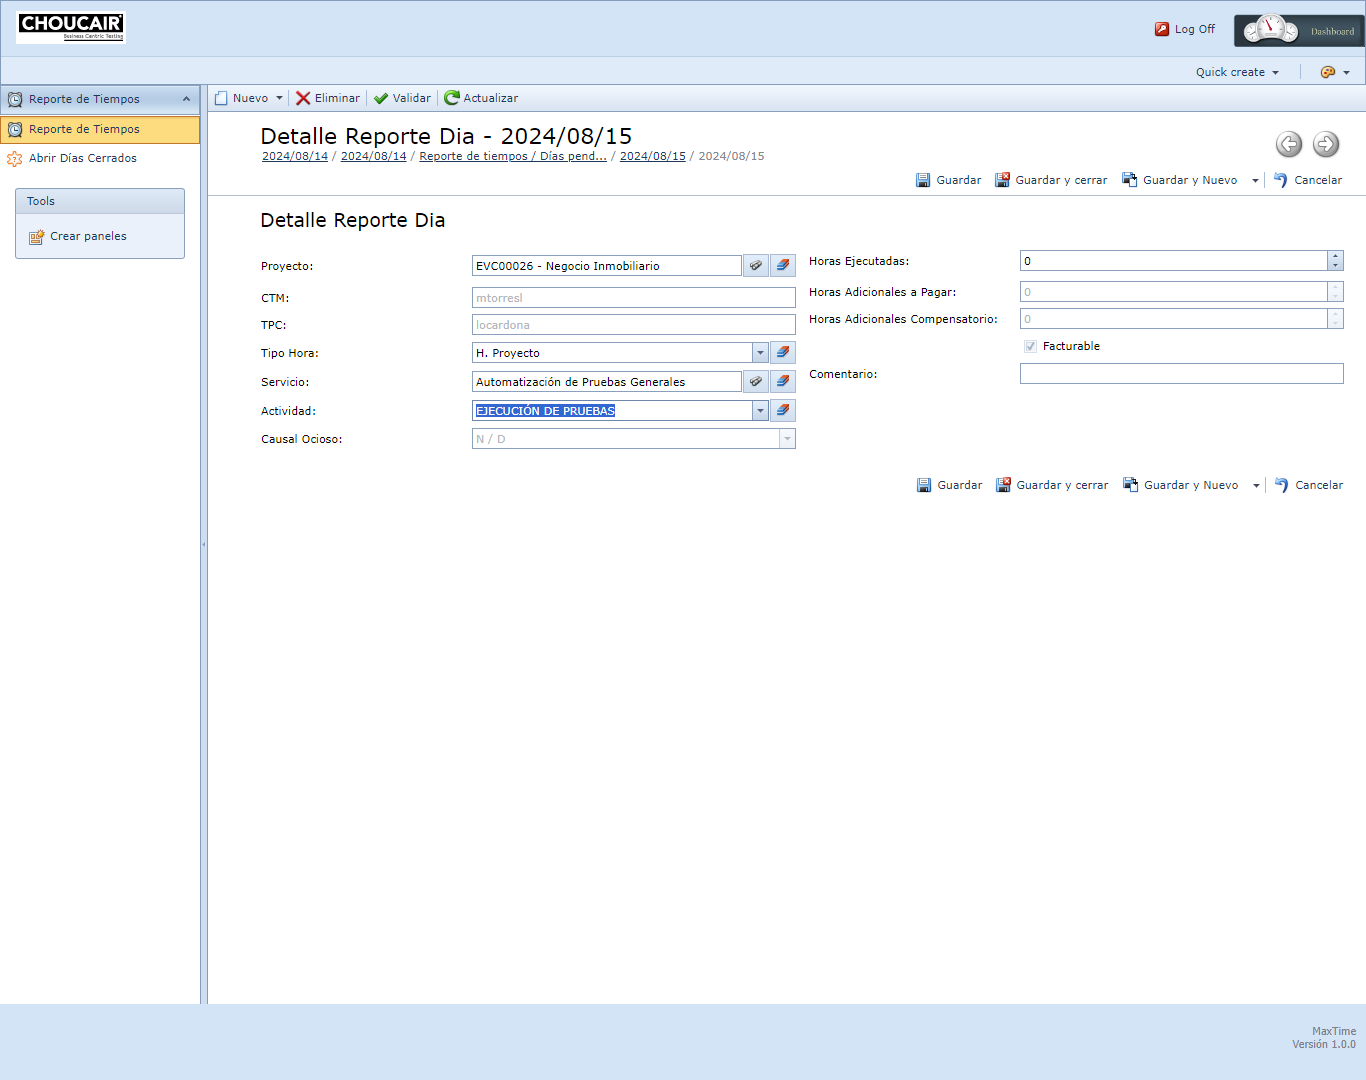 CHOUCAIR
Business Centric Testing
Log Off
Dashboard
Quick create
Reporte de Tiempos
Nuevo Eliminar Validar Actualizar
Reporte de Tiempos
Abrir Días Cerrados
Tools
Crear paneles
Detalle Reporte Dia - 2024/08/15
2024/08/14 / 2024/08/14 / Reporte de tiempos / Días pend... / 2024/08/15 / 2024/08/15
Guardar Guardar y cerrar Guardar y Nuevo Cancelar
Detalle Reporte Dia
Proyecto: EVC00026 - Negocio Inmobiliario
CTM: mtorresl
TPC: locardona
Tipo Hora: H. Proyecto
Servicio: Automatización de Pruebas Generales
Actividad: EJECUCIÓN DE PRUEBAS
Causal Ocioso: N / D
Horas Ejecutadas: 0
Horas Adicionales a Pagar: 0
Horas Adicionales Compensatorio: 0
Facturable
Comentario:
Guardar Guardar y cerrar Guardar y Nuevo Cancelar
MaxTime
Versión 1.0.0